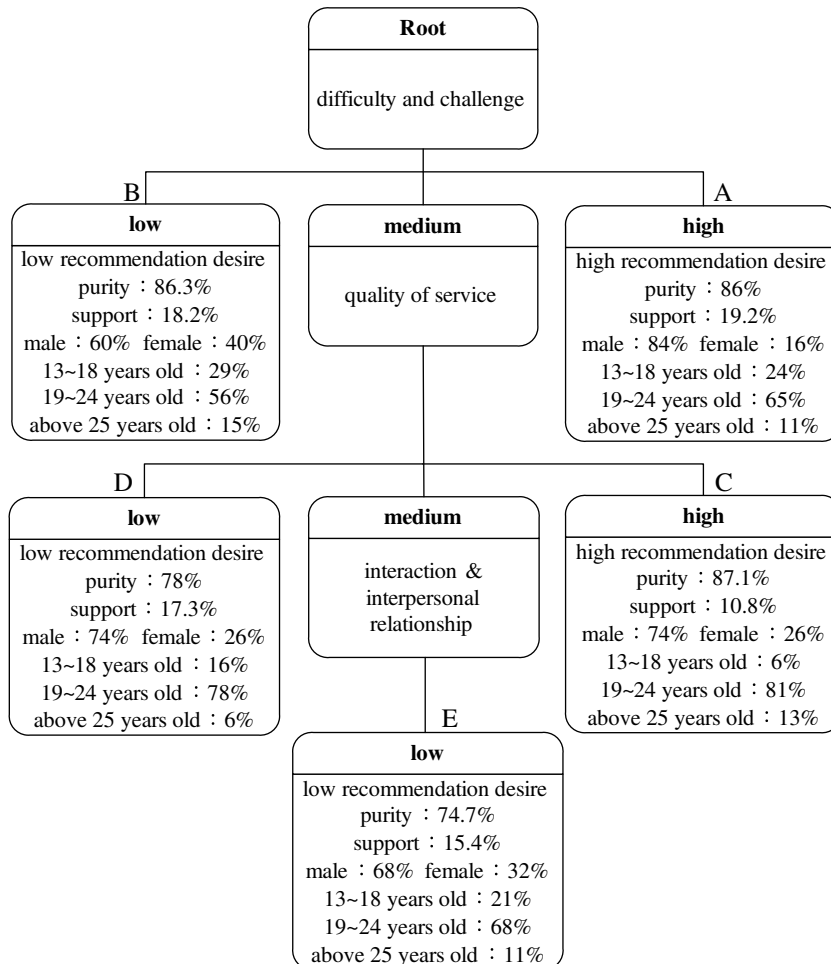 Root
difficulty and challenge
B
low
low recommendation desire
purity：86.3%
support：18.2%
male：60% female：40%
13~18 years old：29%
19~24 years old：56%
above 25 years old：15%
medium
quality of service
A
high
high recommendation desire
purity：86%
support：19.2%
male：84% female：16%
13~18 years old：24%
19~24 years old：65%
above 25 years old：11%
D
low
low recommendation desire
purity：78%
support：17.3%
male：74% female：26%
13~18 years old：16%
19~24 years old：78%
above 25 years old：6%
medium
interaction &
interpersonal
relationship
C
high
high recommendation desire
purity：87.1%
support：10.8%
male：74% female：26%
13~18 years old：6%
19~24 years old：81%
above 25 years old：13%
E
low
low recommendation desire
purity：74.7%
support：15.4%
male：68% female：32%
13~18 years old：21%
19~24 years old：68%
above 25 years old：11%